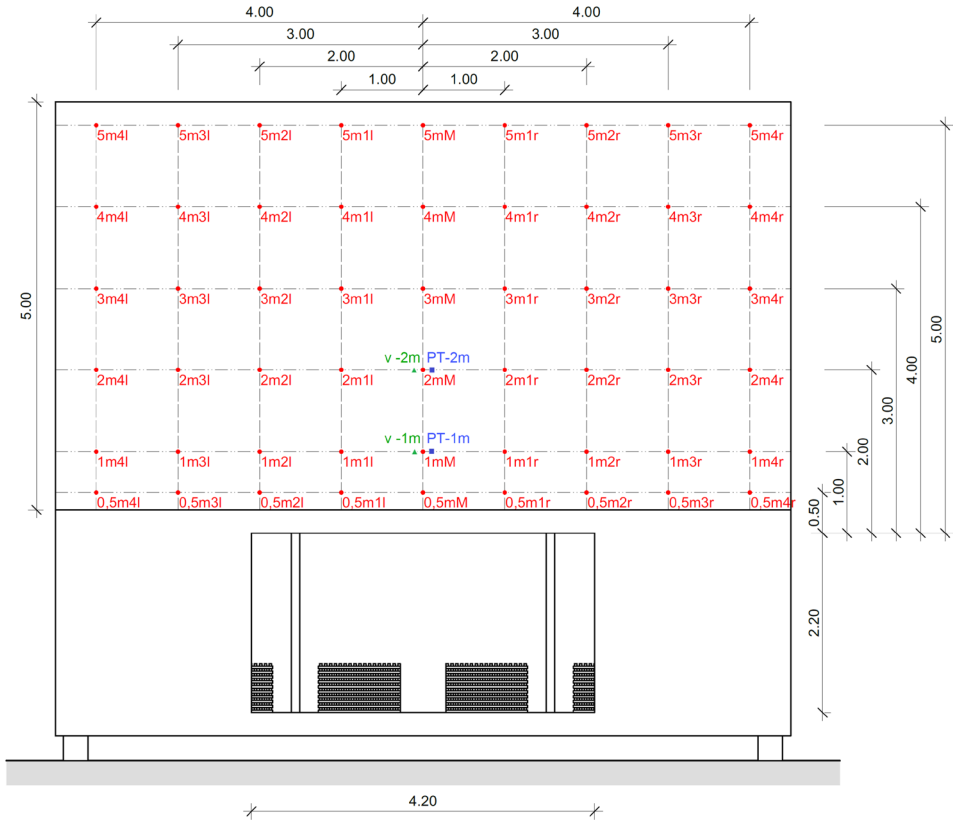 4.00 4.00
3.00 3.00
2.00 2.00
1.00 1.00
5m4l 5m3l 5m2l 5m1l 5mM 5m1r 5m2r 5m3r 5m4r
4m4l 4m3l 4m2l 4m1l 4mM 4m1r 4m2r 4m3r 4m4r
3m4l 3m3l 3m2l 3m1l 3mM 3m1r 3m2r 3m3r 3m4r
5.00
5.00
v -2m PT-2m
4.00
2m4l 2m3l 2m2l 2m1l 2mM 2m1r 2m2r 2m3r 2m4r
3.00
v -1m PT-1m
2.00
1m4l 1m3l 1m2l 1m1l 1mM 1m1r 1m2r 1m3r 1m4r
1.00
0,5m4l 0,5m3l 0,5m2l 0,5m1l 0,5mM 0,5m1r 0,5m2r 0,5m3r 0,5m4r
0.50
2.20
4.20